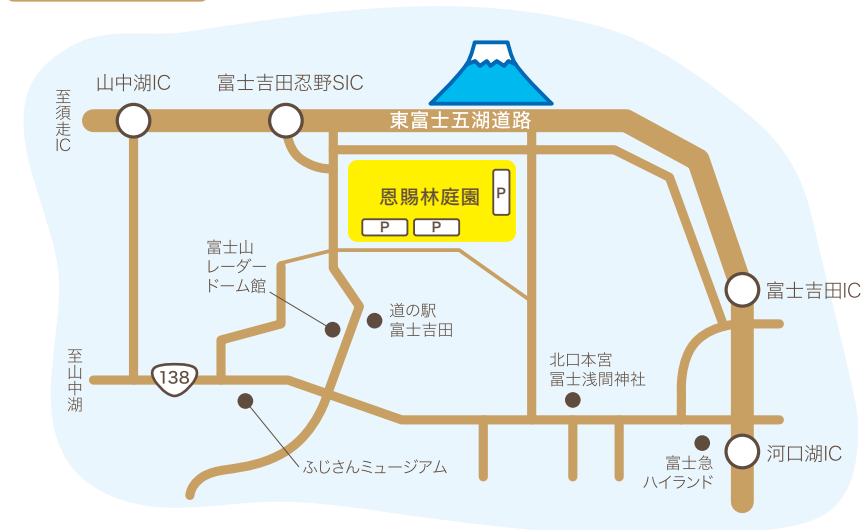 山中湖IC
富士吉田忍野SIC
至須走IC
東富士五湖道路
恩賜林庭園
P
P
P
富士山
レーダー
ドーム館
道の駅
富士吉田
富士吉田IC
至山中湖
138
北口本宮
冨士浅間神社
ふじさんミュージアム
富士急
ハイランド
河口湖IC